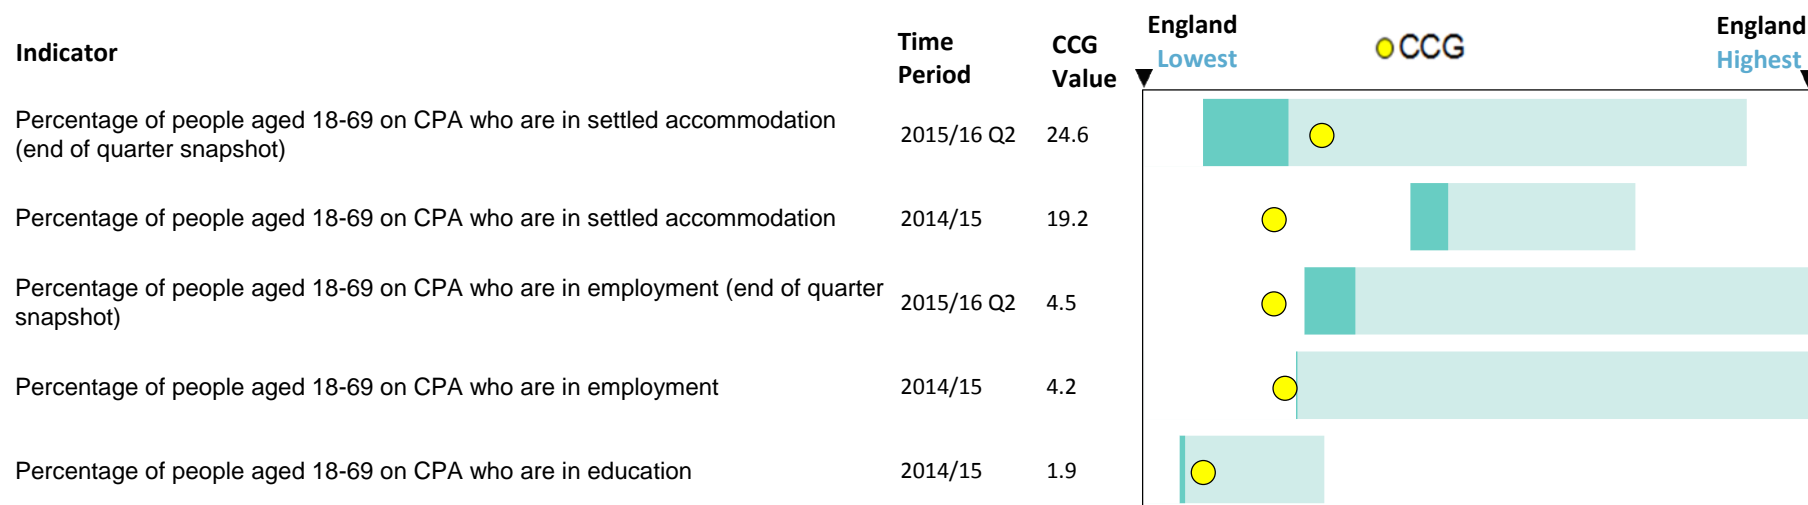 Indicator
Time
Period
CCG
Value
England
Lowest
CCG
England
Highest
Percentage of people aged 18-69 on CPA who are in settled accommodation
(end of quarter snapshot)
2015/16 Q2
24.6
Percentage of people aged 18-69 on CPA who are in settled accommodation
2014/15
19.2
Percentage of people aged 18-69 on CPA who are in employment (end of quarter
snapshot)
2015/16 Q2
4.5
Percentage of people aged 18-69 on CPA who are in employment
2014/15
4.2
Percentage of people aged 18-69 on CPA who are in education
2014/15
1.9